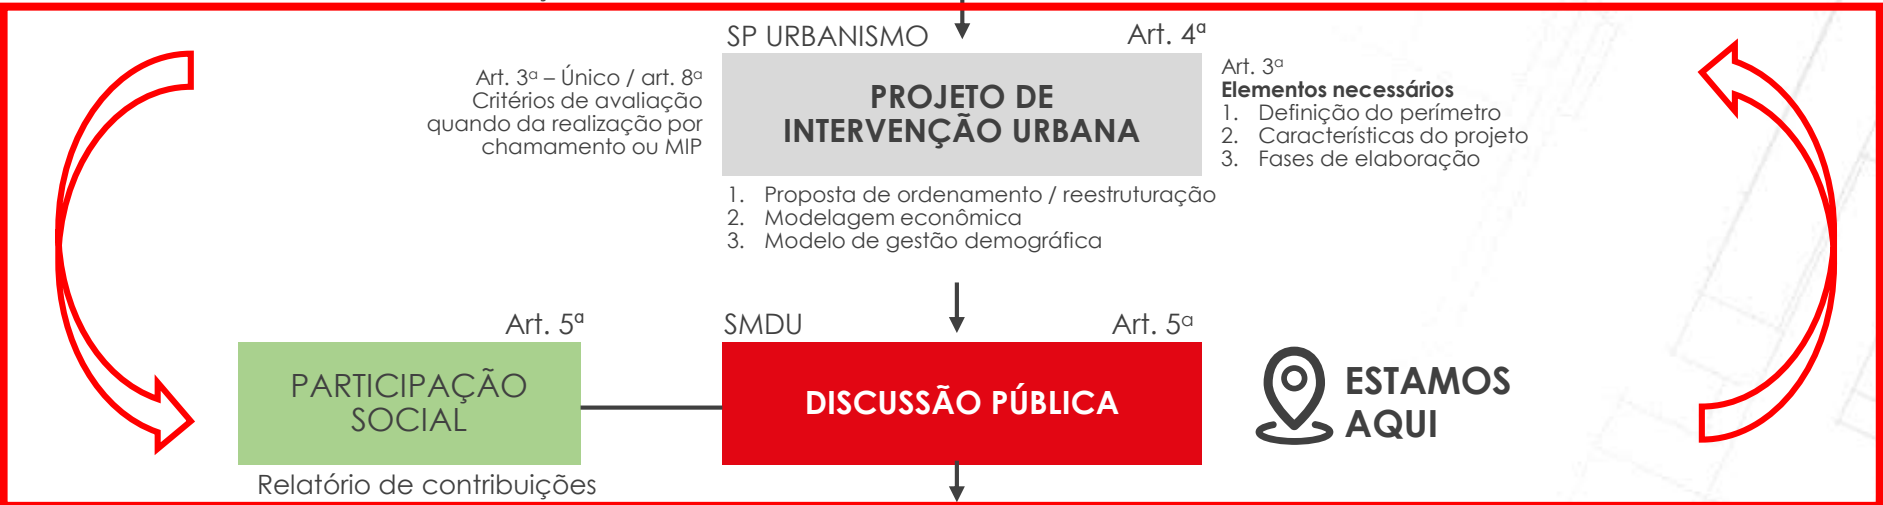 SP URBANISMO
Art. 4ª
Art. 3ª – Único / art. 8ª
Critérios de avaliação
quando da realização por
chamamento ou MIP
PROJETO DE
INTERVENÇÃO URBANA
Art. 3ª
Elementos necessários
1. Definição do perímetro
2. Características do projeto
3. Fases de elaboração
1. Proposta de ordenamento / reestruturação
2. Modelagem econômica
3. Modelo de gestão demográfica
Art. 5ª
SMDU
Art. 5ª
PARTICIPAÇÃO
SOCIAL
DISCUSSÃO PÚBLICA
ESTAMOS
AQUI
Relatório de contribuições